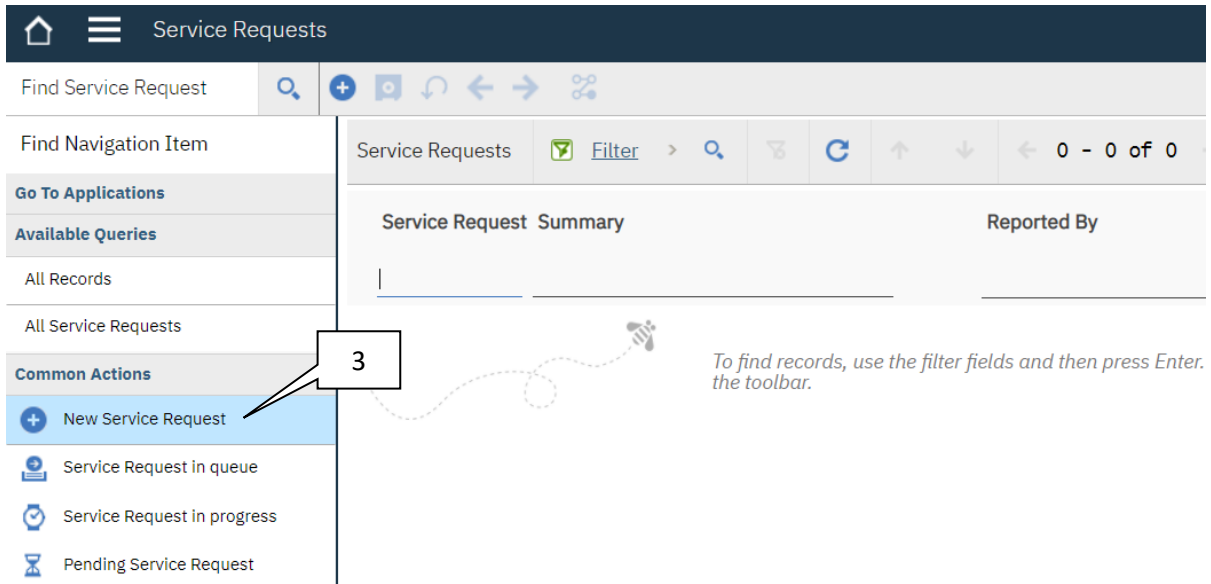 Service Requests
Find Service Request
Find Navigation Item
Service Requests Filter > 0 - 0 of 0
Go To Applications
Available Queries
Service Request Summary Reported By
All Records
All Service Requests
3
To find records, use the filter fields and then press Enter.
the toolbar.
Common Actions
New Service Request
Service Request in queue
Service Request in progress
Pending Service Request